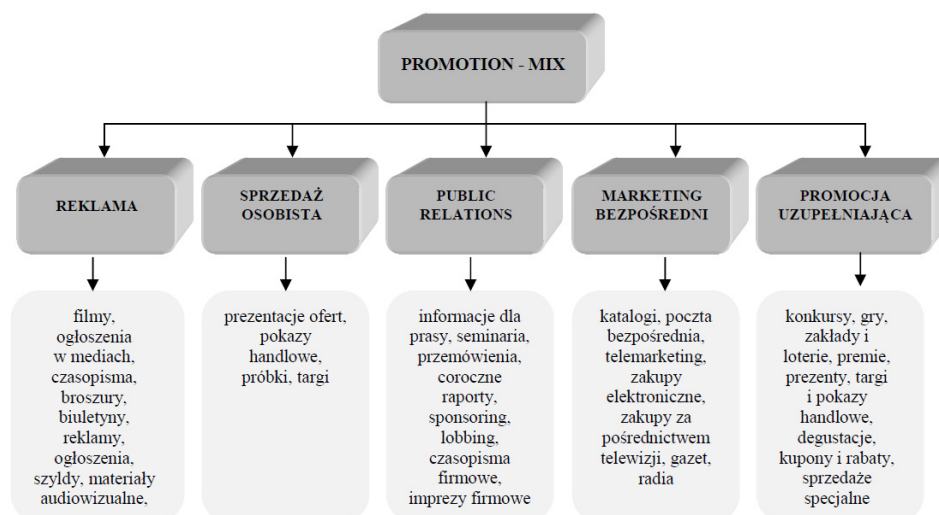 PROMOTION - MIX
REKLAMA
SPRZEDAŻ
OSOBISTA
PUBLIC
RELATIONS
MARKETING
BEZPOŚREDNI
PROMOCJA
UZUPEŁNIAJĄCA
filmy,
ogłoszenia
w mediach,
czasopisma,
broszury,
biuletyny,
reklamy,
ogłoszenia,
szyldy, materiały
audiowizualne,
prezentacje ofert,
pokazy
handlowe,
próbki, targi
informacje dla
prasy, seminaria,
przemówienia,
coroczne
raporty,
sponsoring,
lobbing,
czasopisma
firmowe,
imprezy firmowe
katalogi, poczta
bezpośrednia,
telemarketing,
zakupy
elektroniczne,
zakupy za
pośrednictwem
telewizji, gazet,
radia
konkursy, gry,
zakłady i
loterie, premie,
prezenty, targi
i pokazy
handlowe,
degustacje,
kupony i rabaty,
sprzedaże
specjalne